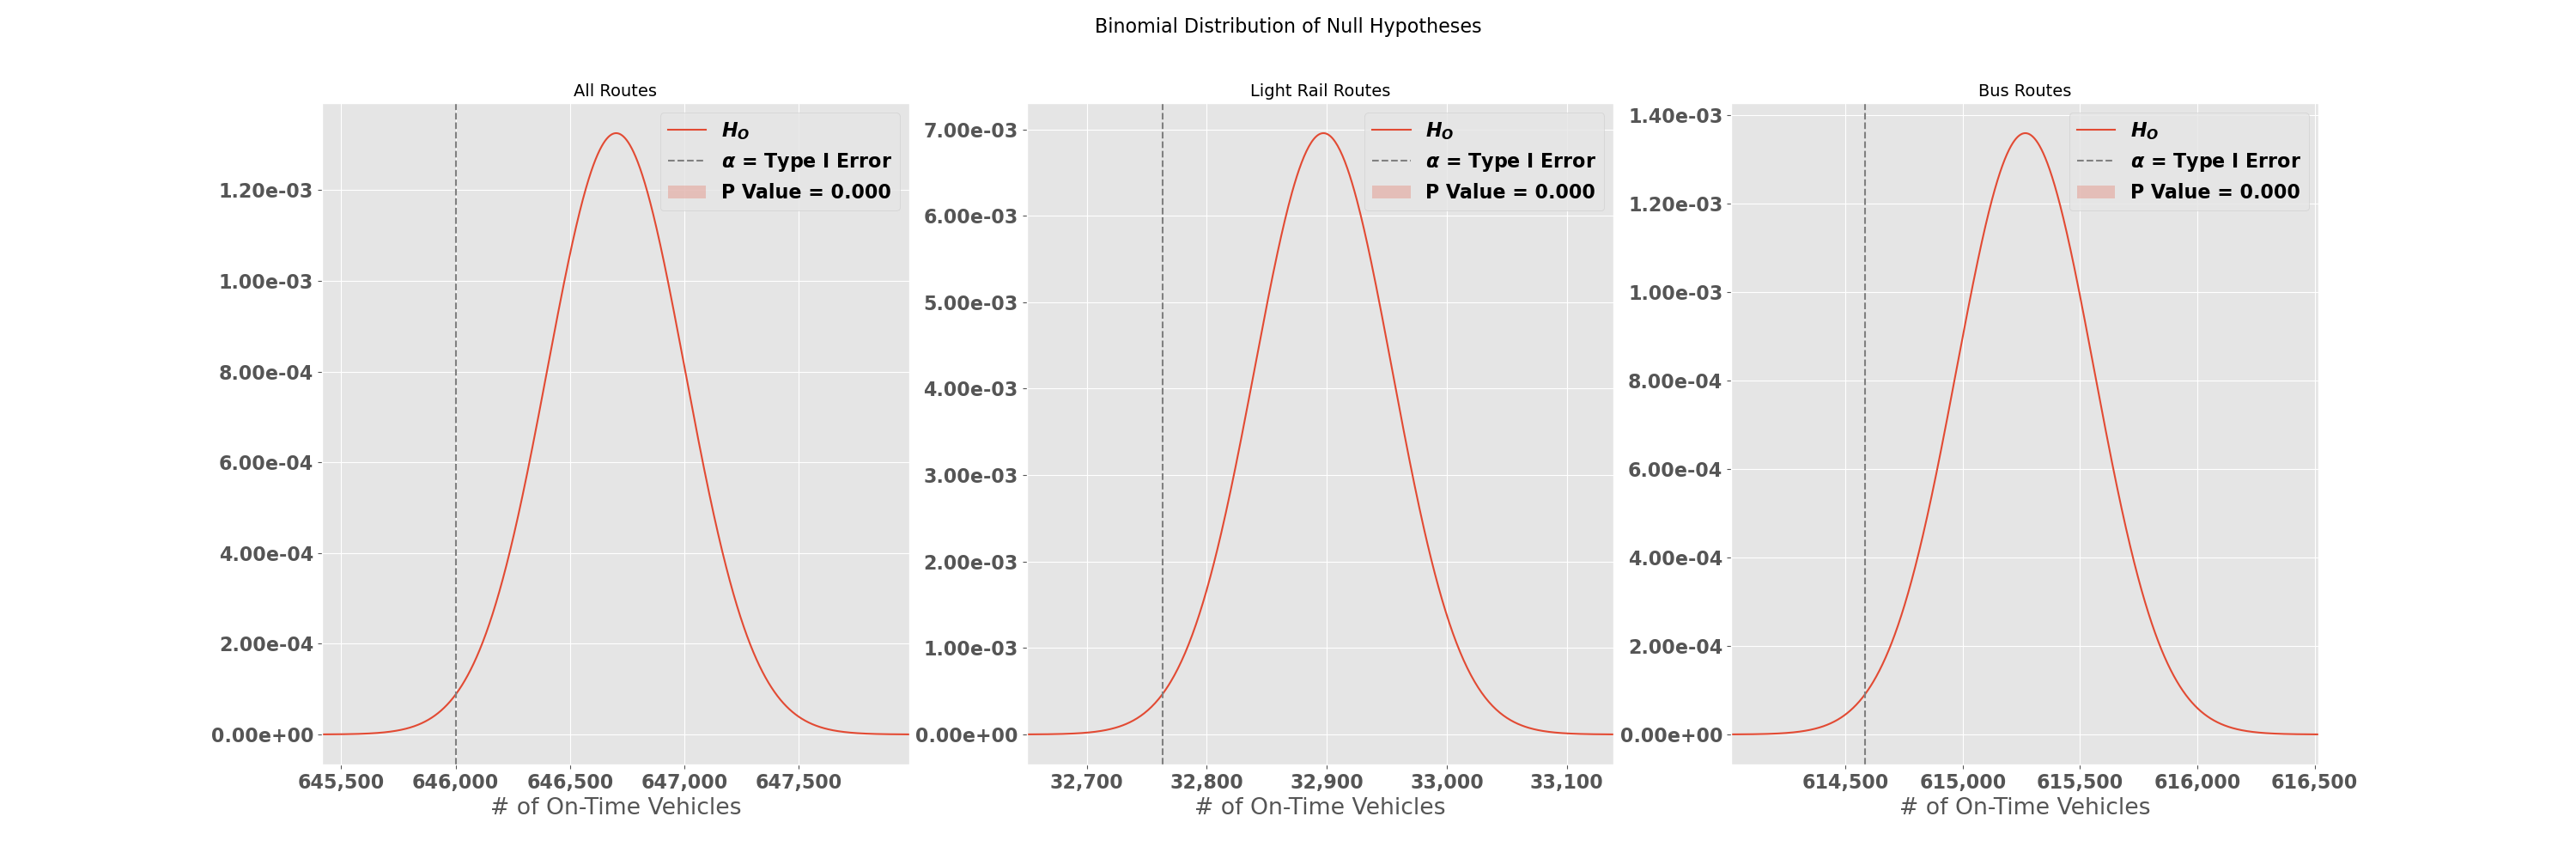 Binomial Distribution of Null Hypotheses
All Routes
H_O
α = Type I Error
P Value = 0.000
1.20e-03
1.00e-03
8.00e-04
6.00e-04
4.00e-04
2.00e-04
0.00e+00
645,500 646,000 646,500 647,000 647,500
# of On-Time Vehicles
Light Rail Routes
H_O
α = Type I Error
P Value = 0.000
7.00e-03
6.00e-03
5.00e-03
4.00e-03
3.00e-03
2.00e-03
1.00e-03
0.00e+00
32,700 32,800 32,900 33,000 33,100
# of On-Time Vehicles
Bus Routes
H_O
α = Type I Error
P Value = 0.000
1.40e-03
1.20e-03
1.00e-03
8.00e-04
6.00e-04
4.00e-04
2.00e-04
0.00e+00
614,500 615,000 615,500 616,000 616,500
# of On-Time Vehicles